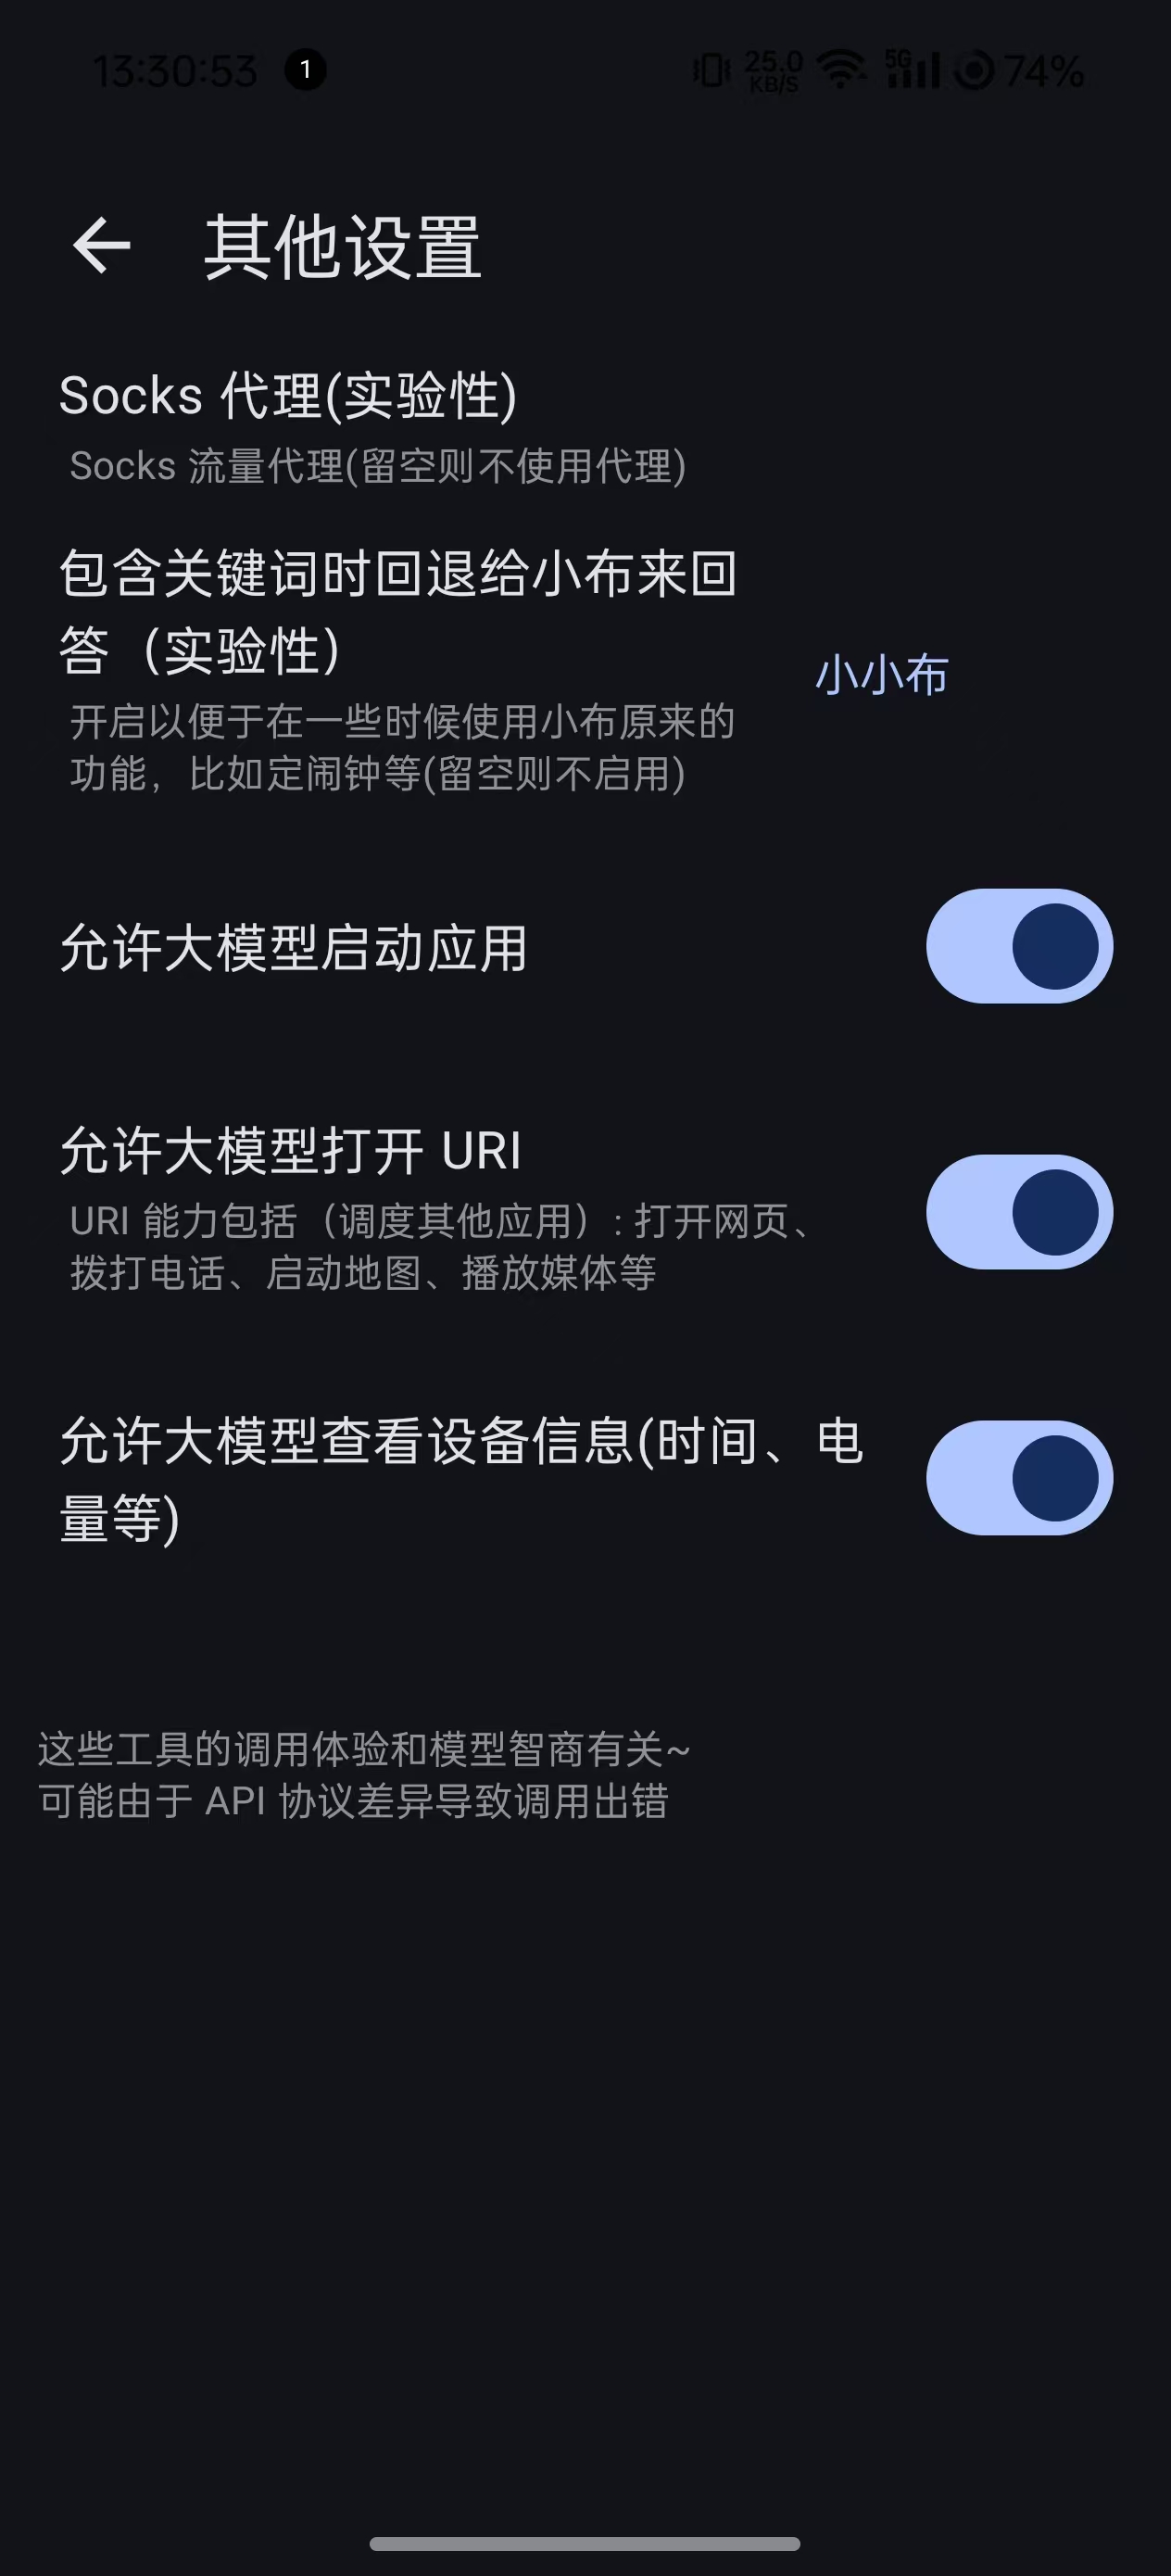 13:30:53 1 25.0 KB/S 5G 74%
其他设置
Socks 代理(实验性)
Socks 流量代理(留空则不使用代理)
包含关键词时回退给小布来回
答（实验性）
小小布
开启以便于在一些时候使用小布原来的
功能，比如定闹钟等(留空则不启用)
允许大模型启动应用
允许大模型打开 URI
URI 能力包括（调度其他应用）: 打开网页、
拨打电话、启动地图、播放媒体等
允许大模型查看设备信息(时间、电
量等)
这些工具的调用体验和模型智商有关~
可能由于 API 协议差异导致调用出错